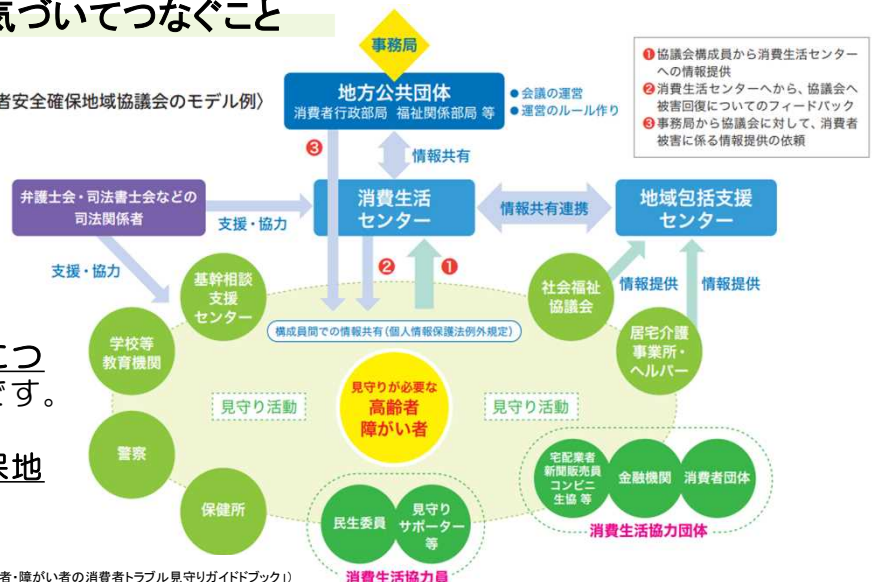 気づいてつなぐこと
者安全確保地域協議会のモデル例〉
事務局
地方公共団体
消費者行政部局 福祉関係部局 等
●会議の運営
●運営のルール作り
❶協議会構成員から消費生活センター
への情報提供
❷消費生活センターへから、協議会へ
被害回復についてのフィードバック
❸事務局から協議会に対して、消費者
被害に係る情報提供の依頼
❸
情報共有
弁護士会・司法書士会などの
司法関係者
支援・協力
消費生活
センター
情報共有連携
地域包括支援
センター
支援・協力
❷
❶
基幹相談
支援
センター
社会福祉
協議会
情報提供
情報提供
構成員間での情報共有(個人情報保護法例外規定)
学校等
教育機関
居宅介護
事業所・
ヘルパー
につ
です。
見守り活動
見守りが必要な
高齢者
障がい者
見守り活動
保地
警察
保健所
民生委員
見守り
サポーター
等
消費生活協力員
宅配業者
新聞販売員
コンビニ
生協 等
金融機関
消費者団体
消費生活協力団体
者・障がい者の消費者トラブル見守りガイドドブック」)